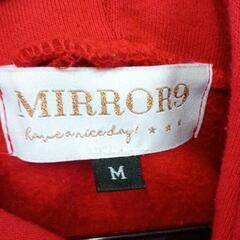 MIRROR9
have a nice day! ★ ★ ★
M